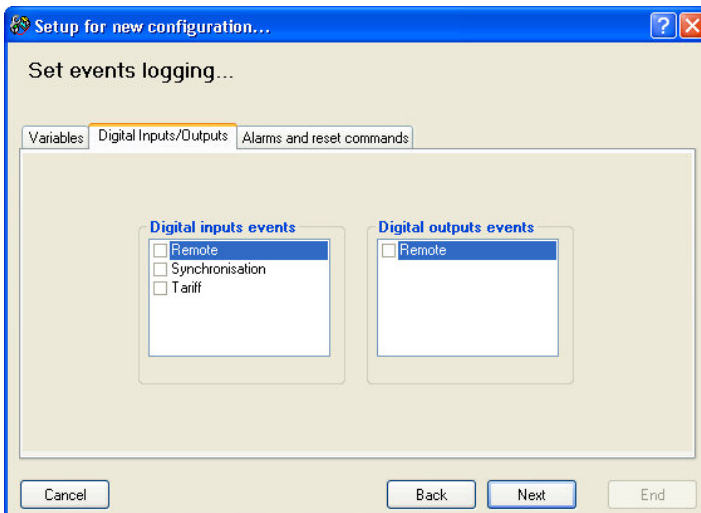 Setup for new configuration...
Set events logging...
Variables Digital Inputs/Outputs Alarms and reset commands
Digital inputs events Digital outputs events
Remote Remote
Synchronisation
Tariff
Cancel Back Next End